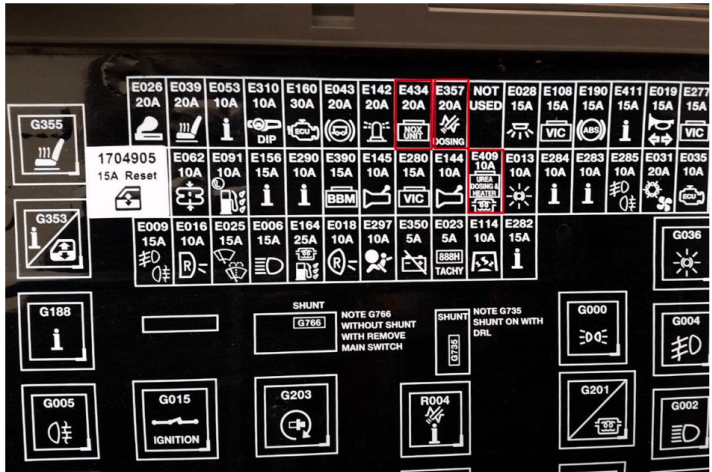 E026 E039 E053 E310 E160 E043 E142 E434 E357 NOT E028 E108 E190 E411 E019 E277
20A 20A 10A 10A 30A 20A 20A 20A 20A USED 15A 15A 15A 15A 15A 15A
DIP ECU NOX UNIT DOSING VIC ABS i VIC
G355
1704905 E062 E091 E156 E290 E390 E145 E280 E144 E409 E013 E284 E283 E285 E031 E035
15A Reset 10A 10A 15A 10A 15A 10A 15A 10A 10A 10A 10A 10A 10A 20A 10A
i i BBM VIC UREA DOSING & HEATER i i ECU
G353
i
E009 E016 E025 E006 E164 E018 E297 E350 E023 E114 E282
15A 10A 15A 15A 25A 10A 10A 5A 5A 10A 15A
R R 888H TACHY i
G036
G188
i
SHUNT
G766
NOTE G766
WITHOUT SHUNT
WITH REMOVE
MAIN SWITCH
SHUNT
G735
NOTE G735
SHUNT ON WITH
DRL
G000
G004
G005
G015
IGNITION
G203
R004
i
G201
G002